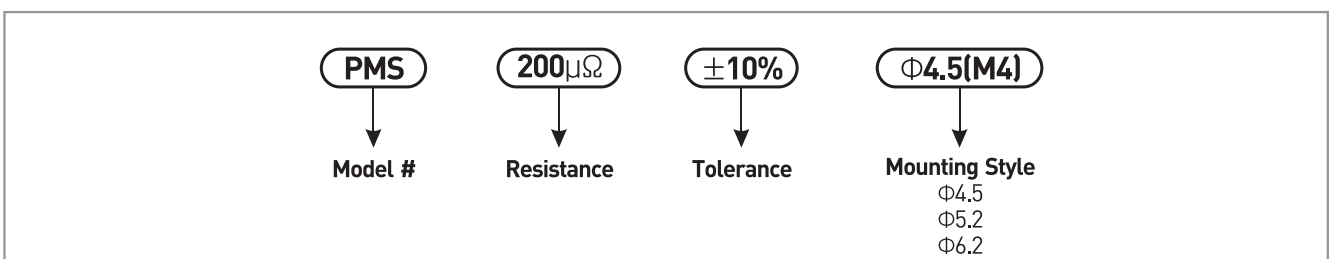 PMS 200μΩ ±10% Φ4.5(M4)
Model # Resistance Tolerance Mounting Style
Φ4.5
Φ5.2
Φ6.2